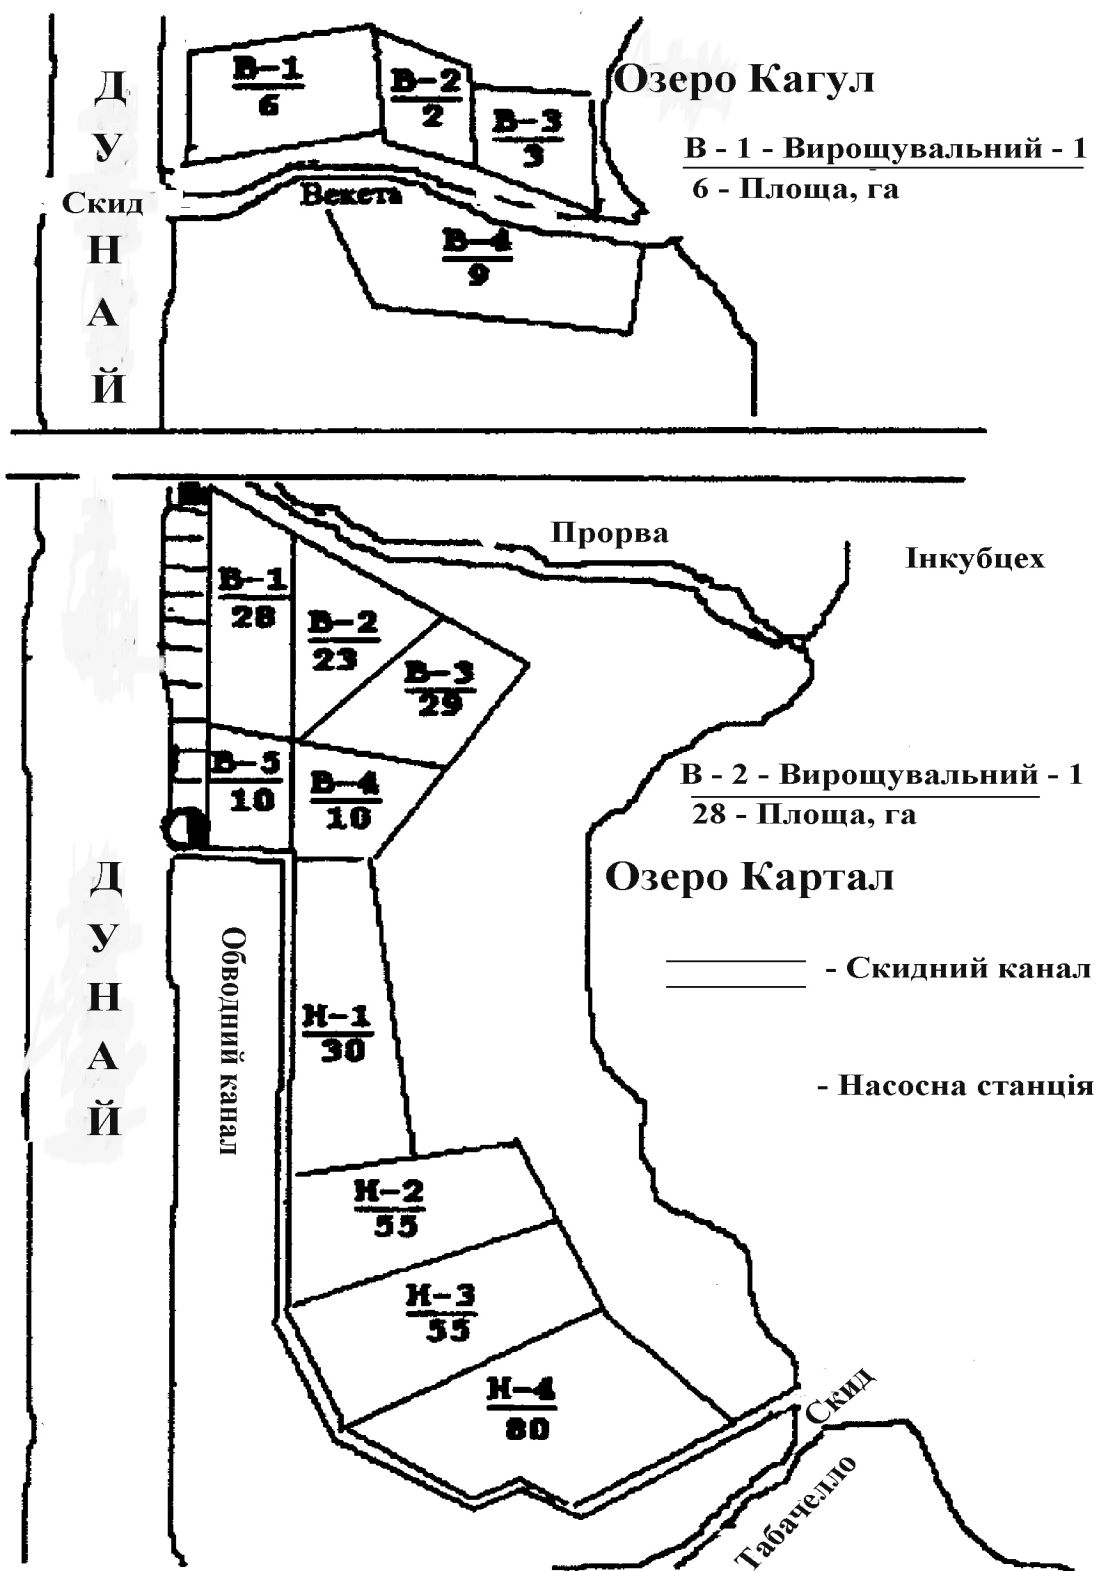 ДУНАЙ
В-1
6
В-2
2
В-3
3
Озеро Кагул
В - 1 - Вирощувальний - 1
6 - Площа, га
Скид
Векета
В-4
9
Прорва
Інкубцех
В-1
28
В-2
23
В-3
29
В-5
10
В-4
10
В - 2 - Вирощувальний - 1
28 - Площа, га
Озеро Картал
ДУНАЙ
Обводний канал
- Скидний канал
Н-1
30
- Насосна станція
Н-2
55
Н-3
55
Н-4
80
Скид
Табачелло